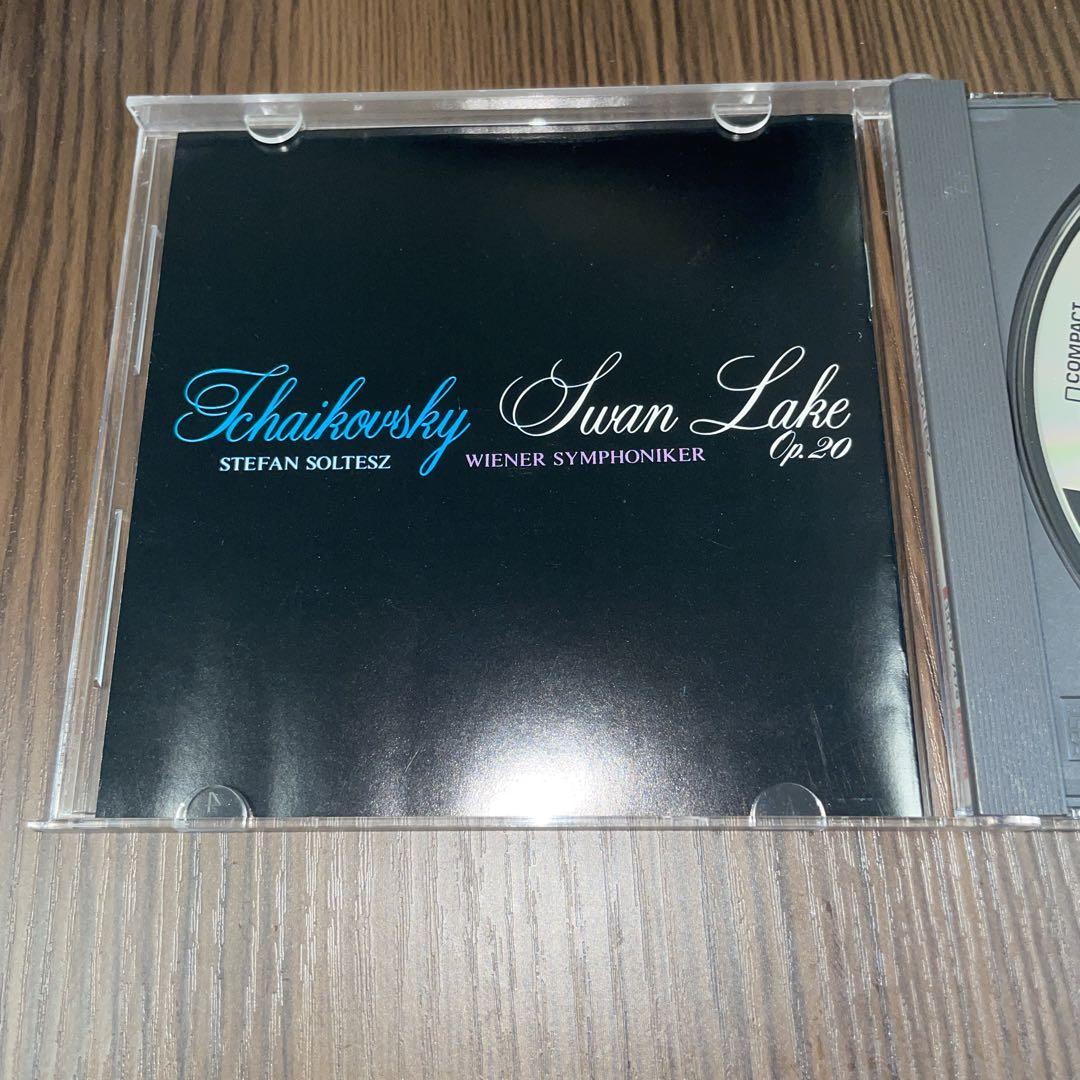 Tchaikovsky Swan Lake
Op. 20
STEFAN SOLTESZ WIENER SYMPHONIKER
COMPACT